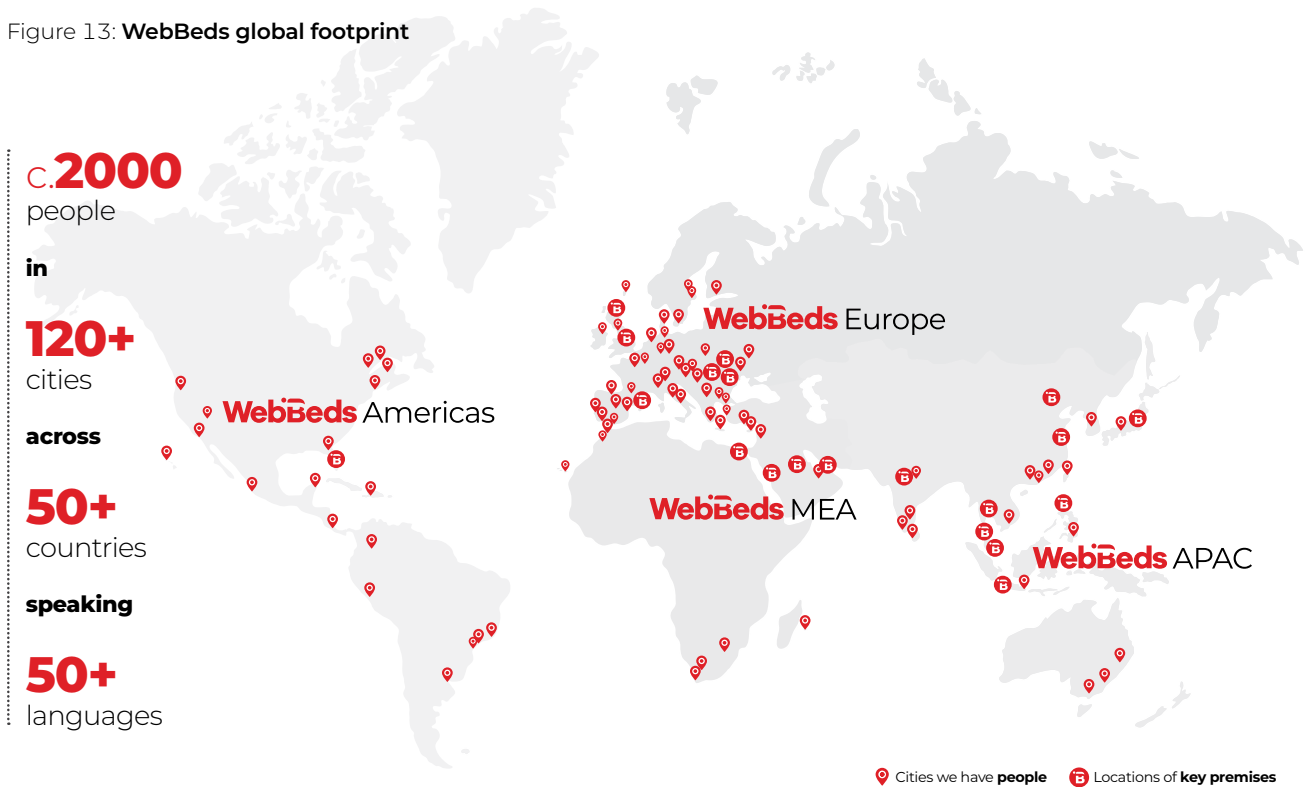 Figure 13: WebBeds global footprint
c.2000
people
in
120+
cities
across
50+
countries
speaking
50+
languages
WebBeds Europe
WebBeds Americas
WebBeds MEA
WebBeds APAC
Cities we have people
Locations of key premises